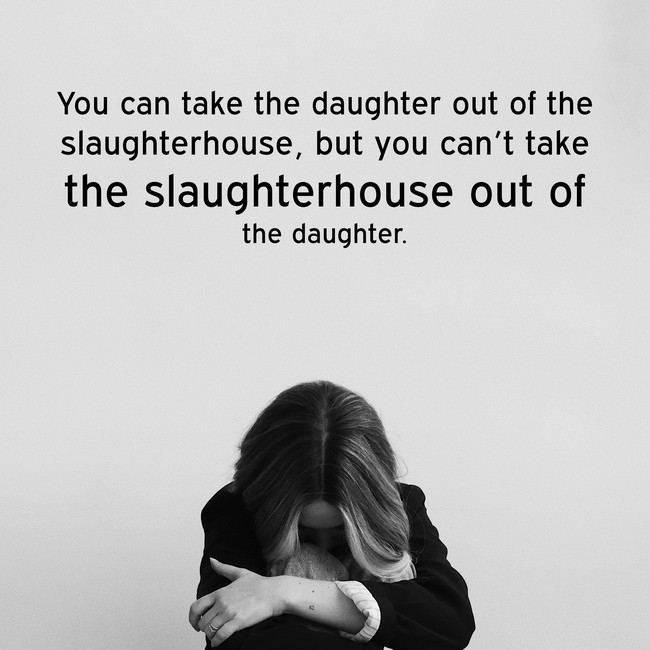 You can take the daughter out of the
slaughterhouse, but you can't take
the slaughterhouse out of
the daughter.